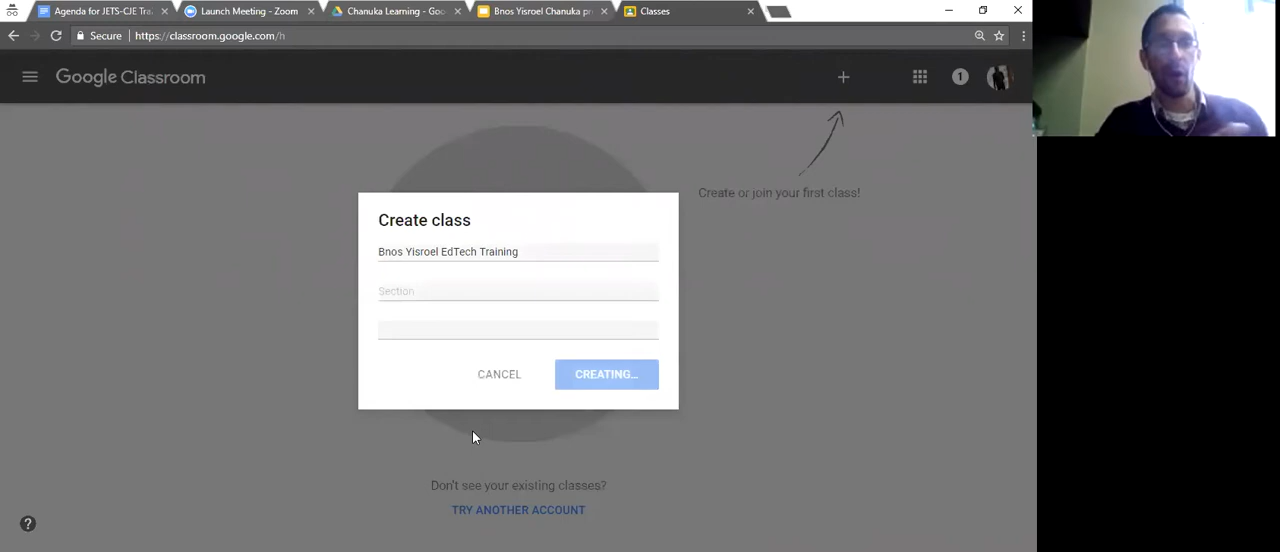 Agenda for JETS-CJE Tra
Launch Meeting - Zoom
Chanuka Learning - Goo
Bnos Yisroel Chanuka pr
Classes
Secure
https://classroom.google.com/h
Google Classroom
1
Create or join your first class!
Create class
Bnos Yisroel EdTech Training
Section
CANCEL
CREATING...
Don't see your existing classes?
TRY ANOTHER ACCOUNT
?